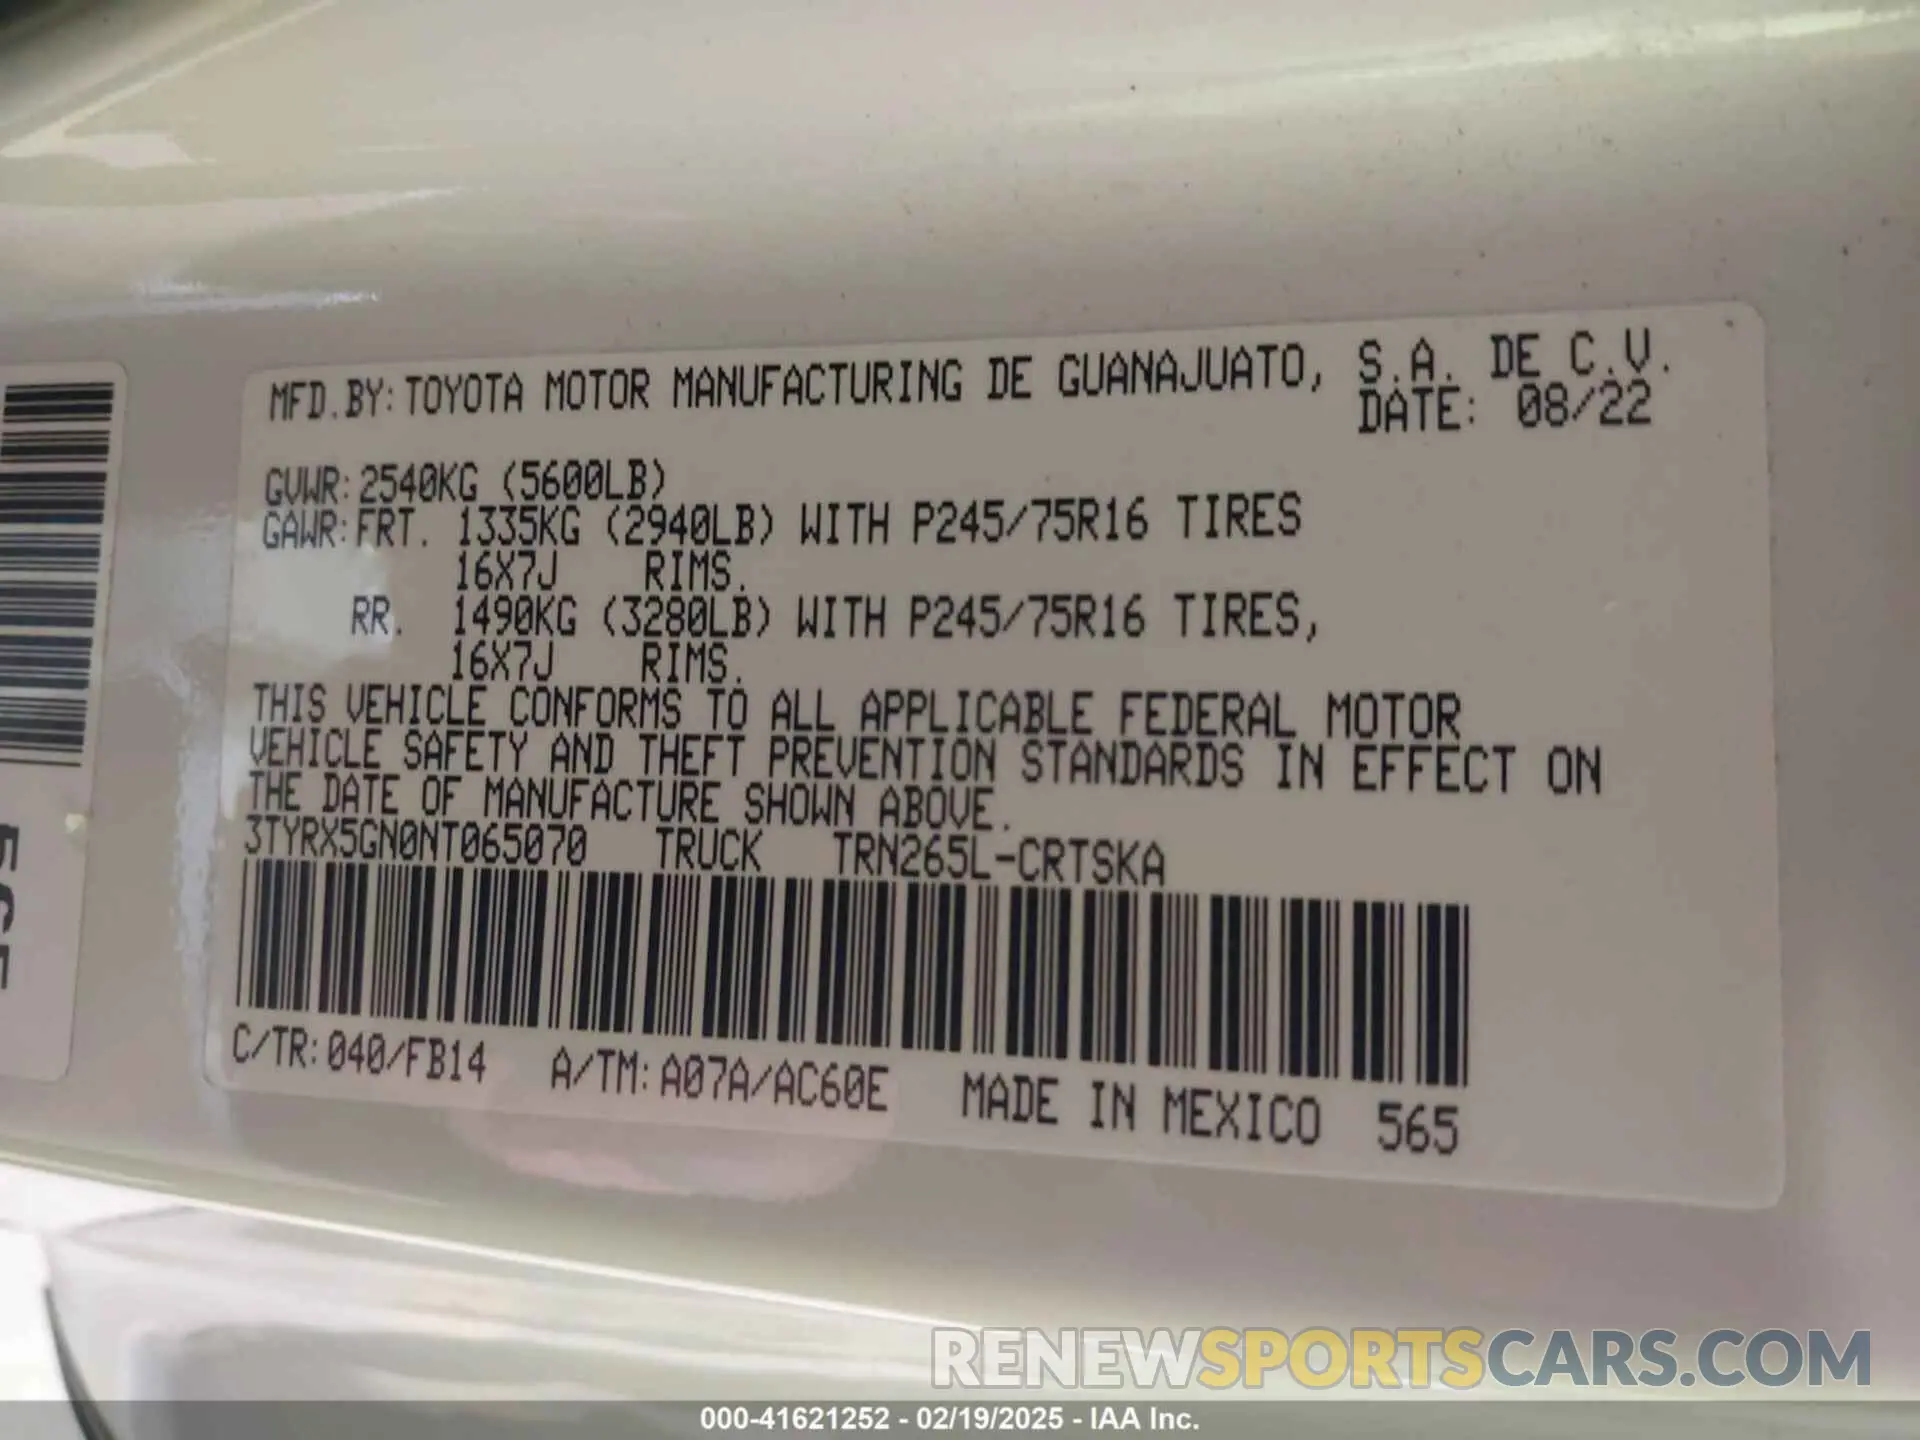 MFD.BY:TOYOTA MOTOR MANUFACTURING DE GUANAJUATO, S.A. DE C.V.
DATE: 08/22
GVWR:2540KG (5600LB)
GAWR:FRT. 1335KG (2940LB) WITH P245/75R16 TIRES
16X7J RIMS.
RR. 1490KG (3280LB) WITH P245/75R16 TIRES,
16X7J RIMS.
THIS VEHICLE CONFORMS TO ALL APPLICABLE FEDERAL MOTOR
VEHICLE SAFETY AND THEFT PREVENTION STANDARDS IN EFFECT ON
THE DATE OF MANUFACTURE SHOWN ABOVE.
3TYRX5GN0NT065070 TRUCK TRN265L-CRTSKA
C/TR:040/FB14 A/TM:A07A/AC60E MADE IN MEXICO 565
RENEWSPORTSCARS.COM
000-41621252 - 02/19/2025 - IAA Inc.